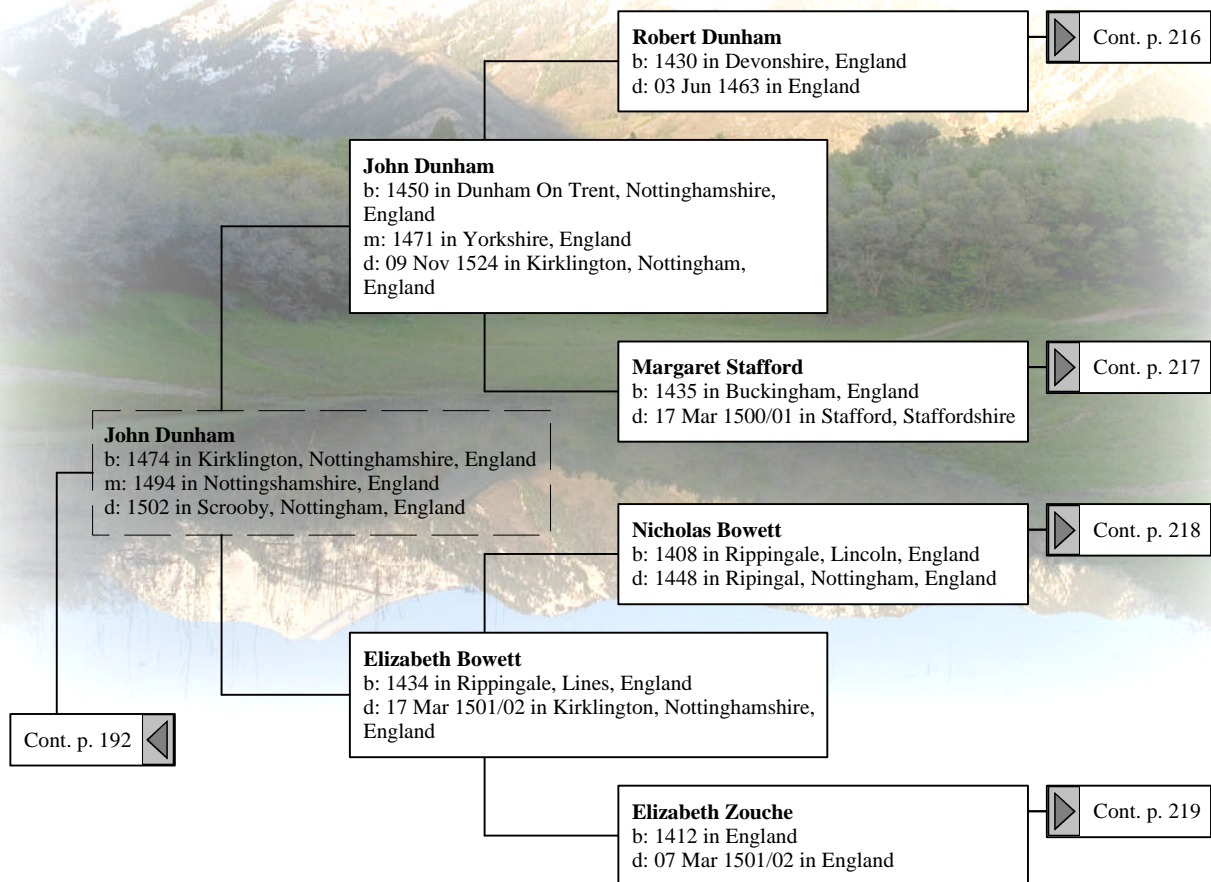 Robert Dunham
b: 1430 in Devonshire, England
d: 03 Jun 1463 in England
Cont. p. 216
John Dunham
b: 1450 in Dunham On Trent, Nottinghamshire,
England
m: 1471 in Yorkshire, England
d: 09 Nov 1524 in Kirklington, Nottingham,
England
Margaret Stafford
b: 1435 in Buckingham, England
d: 17 Mar 1500/01 in Stafford, Staffordshire
Cont. p. 217
John Dunham
b: 1474 in Kirklington, Nottinghamshire, England
m: 1494 in Nottingshamshire, England
d: 1502 in Scrooby, Nottingham, England
Nicholas Bowett
b: 1408 in Rippingale, Lincoln, England
d: 1448 in Ripingal, Nottingham, England
Cont. p. 218
Elizabeth Bowett
b: 1434 in Rippingale, Lines, England
d: 17 Mar 1501/02 in Kirklington, Nottinghamshire,
England
Cont. p. 192
Elizabeth Zouche
b: 1412 in England
d: 07 Mar 1501/02 in England
Cont. p. 219